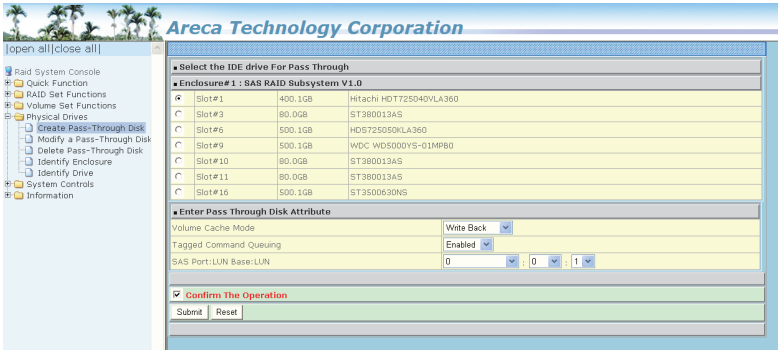 Areca Technology Corporation
|open all|close all|
Raid System Console
Quick Function
RAID Set Functions
Volume Set Functions
Physical Drives
Create Pass-Through Disk
Modify a Pass-Through Disk
Delete Pass-Through Disk
Identify Enclosure
Identify Drive
System Controls
Information
Select the IDE drive For Pass Through
Enclosure#1 : SAS RAID Subsystem V1.0
Slot#1 400.1GB Hitachi HDT725040VLA360
Slot#3 80.0GB ST380013AS
Slot#6 500.1GB HDS725050KLA360
Slot#9 500.1GB WDC WD5000YS-01MPB0
Slot#10 80.0GB ST380013AS
Slot#11 80.0GB ST380013AS
Slot#16 500.1GB ST3500630NS
Enter Pass Through Disk Attribute
Volume Cache Mode Write Back
Tagged Command Queuing Enabled
SAS Port:LUN Base:LUN 0 : 0 : 1
Confirm The Operation
Submit Reset